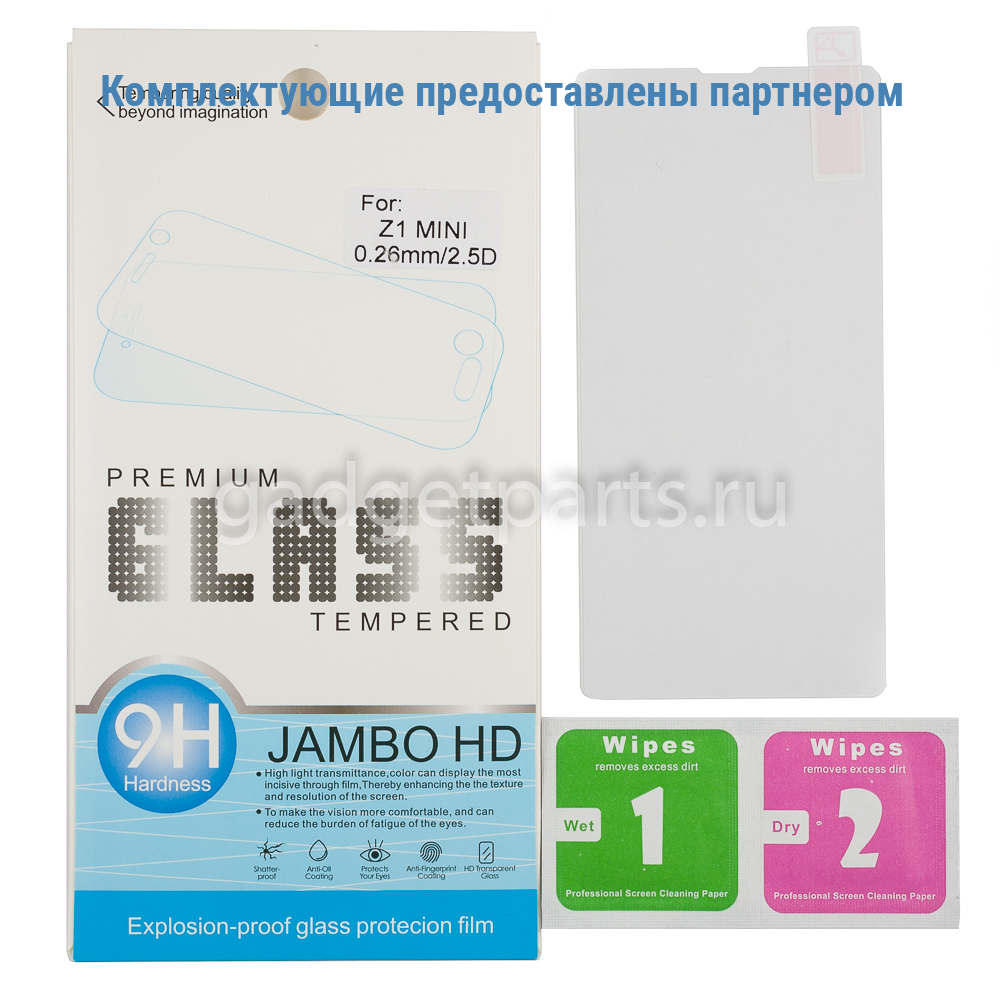 Комплектующие предоставлены партнером
Tempering quality
beyond imagination
For:
Z1 MINI
0.26mm/2.5D
PREMIUM
GLASS
TEMPERED
gadgetparts.ru
9H
Hardness
JAMBO HD
• High light transmittance,color can display the most
incisive through film,Thereby enhancing the the texture
and resolution of the screen.
• To make the vision more comfortable, and can
reduce the burden of fatigue of the eyes.
Shatter-
proof
Anti-Oil
Coating
Protects
Your Eyes
Anti-Fingerprint
Coating
HD Transparent
Glass
Explosion-proof glass protecion film
Wipes
removes excess dirt
Wet
1
Professional Screen Cleaning Paper
Wipes
removes excess dirt
Dry
2
Professional Screen Cleaning Paper